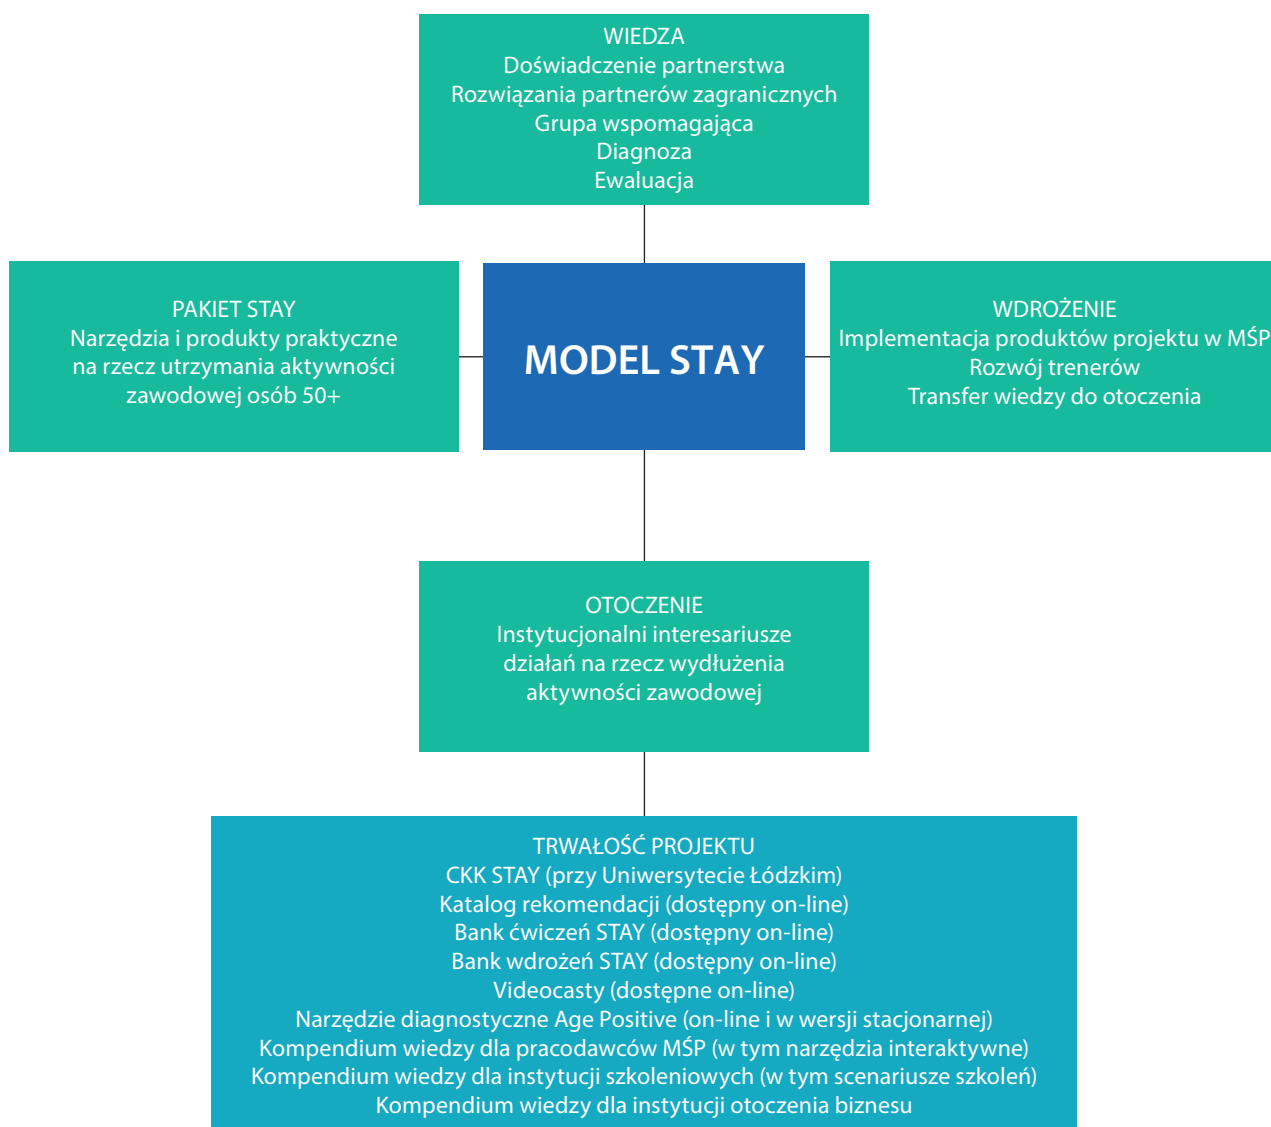 WIEDZA
Doświadczenie partnerstwa
Rozwiązania partnerów zagranicznych
Grupa wspomagająca
Diagnoza
Ewaluacja
PAKIET STAY
Narzędzia i produkty praktyczne
na rzecz utrzymania aktywności
zawodowej osób 50+
MODEL STAY
WDROŻENIE
Implementacja produktów projektu w MŚP
Rozwój trenerów
Transfer wiedzy do otoczenia
OTOCZENIE
Instytucjonalni interesariusze
działań na rzecz wydłużenia
aktywności zawodowej
TRWAŁOŚĆ PROJEKTU
CKK STAY (przy Uniwersytecie Łódzkim)
Katalog rekomendacji (dostępny on-line)
Bank ćwiczeń STAY (dostępny on-line)
Bank wdrożeń STAY (dostępny on-line)
Videocasty (dostępne on-line)
Narzędzie diagnostyczne Age Positive (on-line i w wersji stacjonarnej)
Kompendium wiedzy dla pracodawców MŚP (w tym narzędzia interaktywne)
Kompendium wiedzy dla instytucji szkoleniowych (w tym scenariusze szkoleń)
Kompendium wiedzy dla instytucji otoczenia biznesu